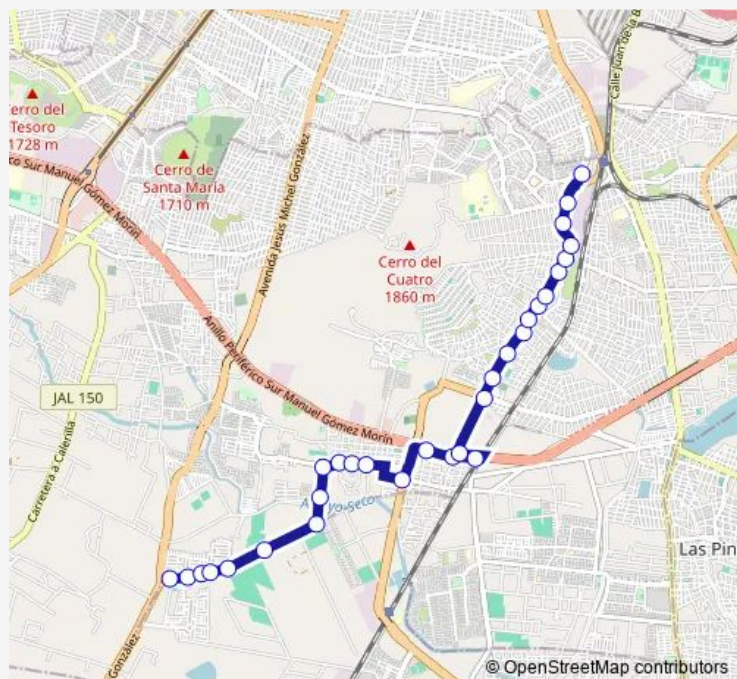 Calle Juan de la B
Cerro del
Tesoro
1728 m
Cerro de
Santa María
1710 m
Avenida Jesús Michel González
co Sur Manuel Gómez Morín
Cerro del
Cuatro
1860 m
Anillo Periférico Sur Manuel Gómez Morín
JAL 150
Carretera a Calerilla
Arroyo Seco
Las Pin
González
© OpenStreetMap contributors